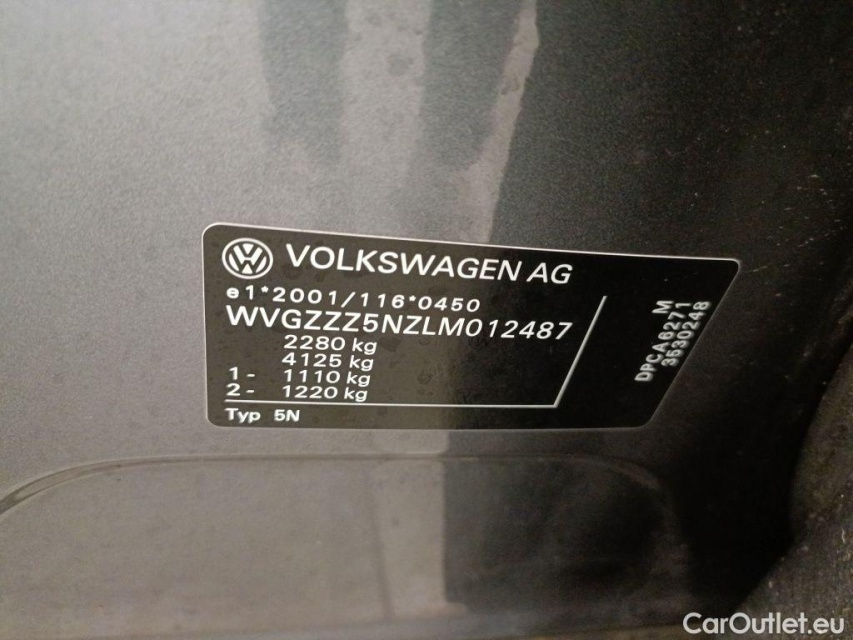 VOLKSWAGEN AG
e1*2001/116*0450
WVGZZZ5NZLM012487
2280 kg
4125 kg
1- 1110 kg
2- 1220 kg
Typ 5N
M
DPCA6271
3530248
CarOutlet.eu